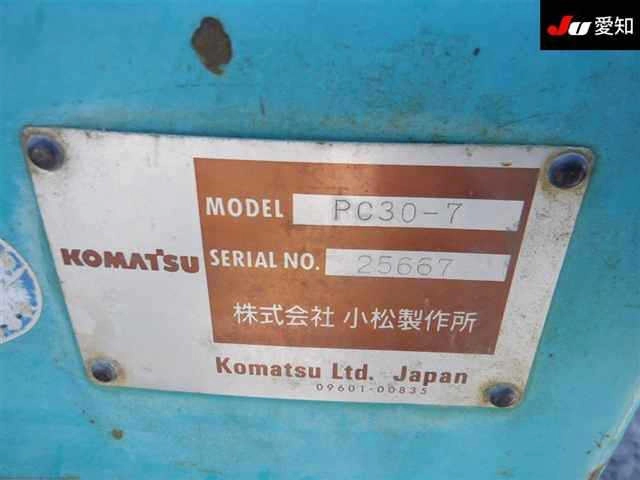 JU 愛知
MODEL PC30-7
KOMATSU
SERIAL NO. 25667
株式会社 小松製作所
Komatsu Ltd. Japan
09601-00835